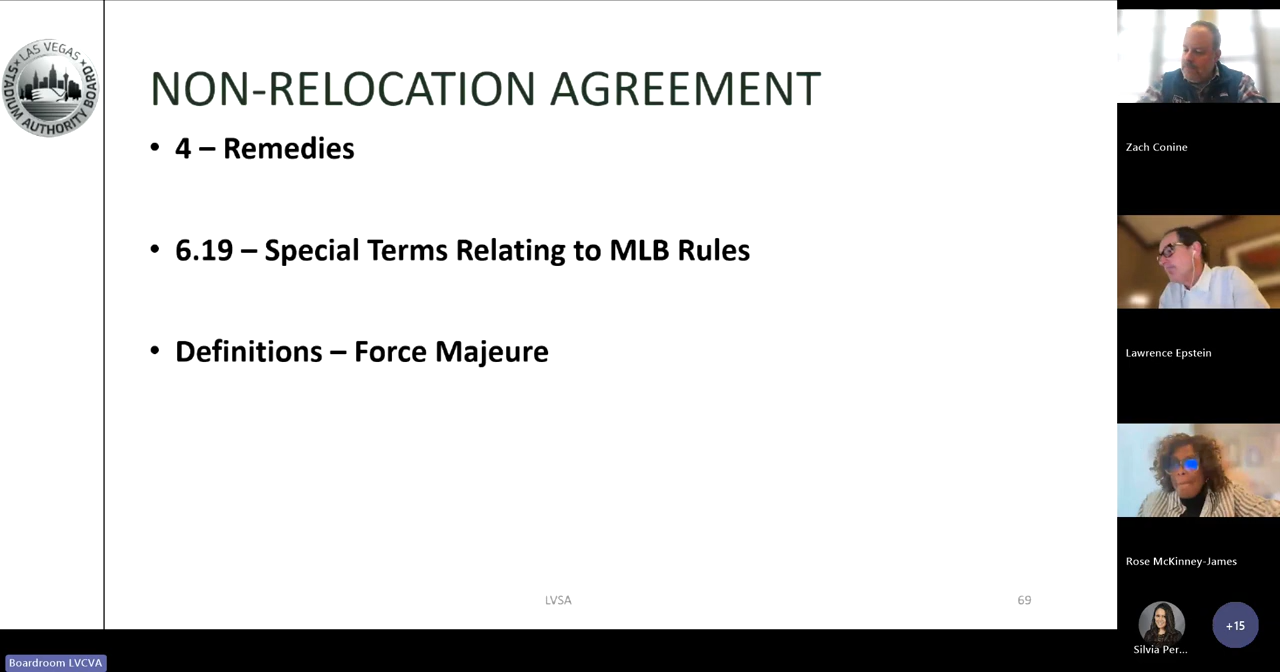 LAS VEGAS
STADIUM AUTHORITY BOARD
NON-RELOCATION AGREEMENT
• 4 – Remedies
• 6.19 – Special Terms Relating to MLB Rules
• Definitions – Force Majeure
LVSA
69
Zach Conine
Lawrence Epstein
Rose McKinney-James
Silvia Per...
+15
Boardroom LVCVA